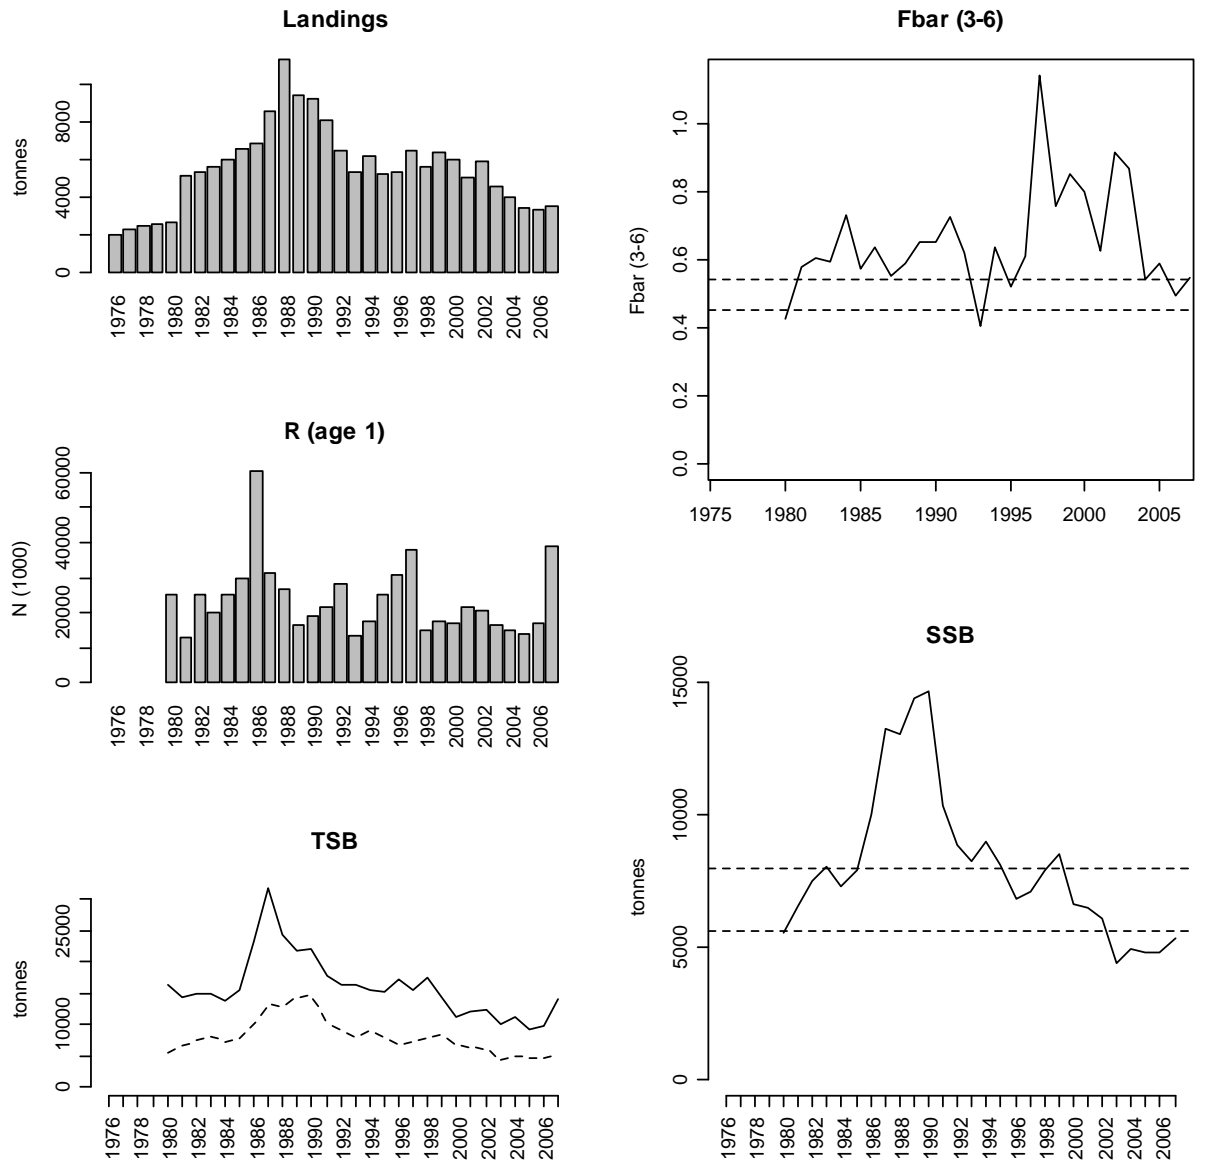 Landings
tonnes
0 4000 8000
1976 1978 1980 1982 1984 1986 1988 1990 1992 1994 1996 1998 2000 2002 2004 2006
R (age 1)
N (1000)
0 20000 40000 60000
1976 1978 1980 1982 1984 1986 1988 1990 1992 1994 1996 1998 2000 2002 2004 2006
TSB
tonnes
0 10000 25000
1976 1978 1980 1982 1984 1986 1988 1990 1992 1994 1996 1998 2000 2002 2004 2006
Fbar (3-6)
Fbar (3-6)
0.0 0.2 0.4 0.6 0.8 1.0
1975 1980 1985 1990 1995 2000 2005
SSB
tonnes
0 5000 10000 15000
1976 1978 1980 1982 1984 1986 1988 1990 1992 1994 1996 1998 2000 2002 2004 2006